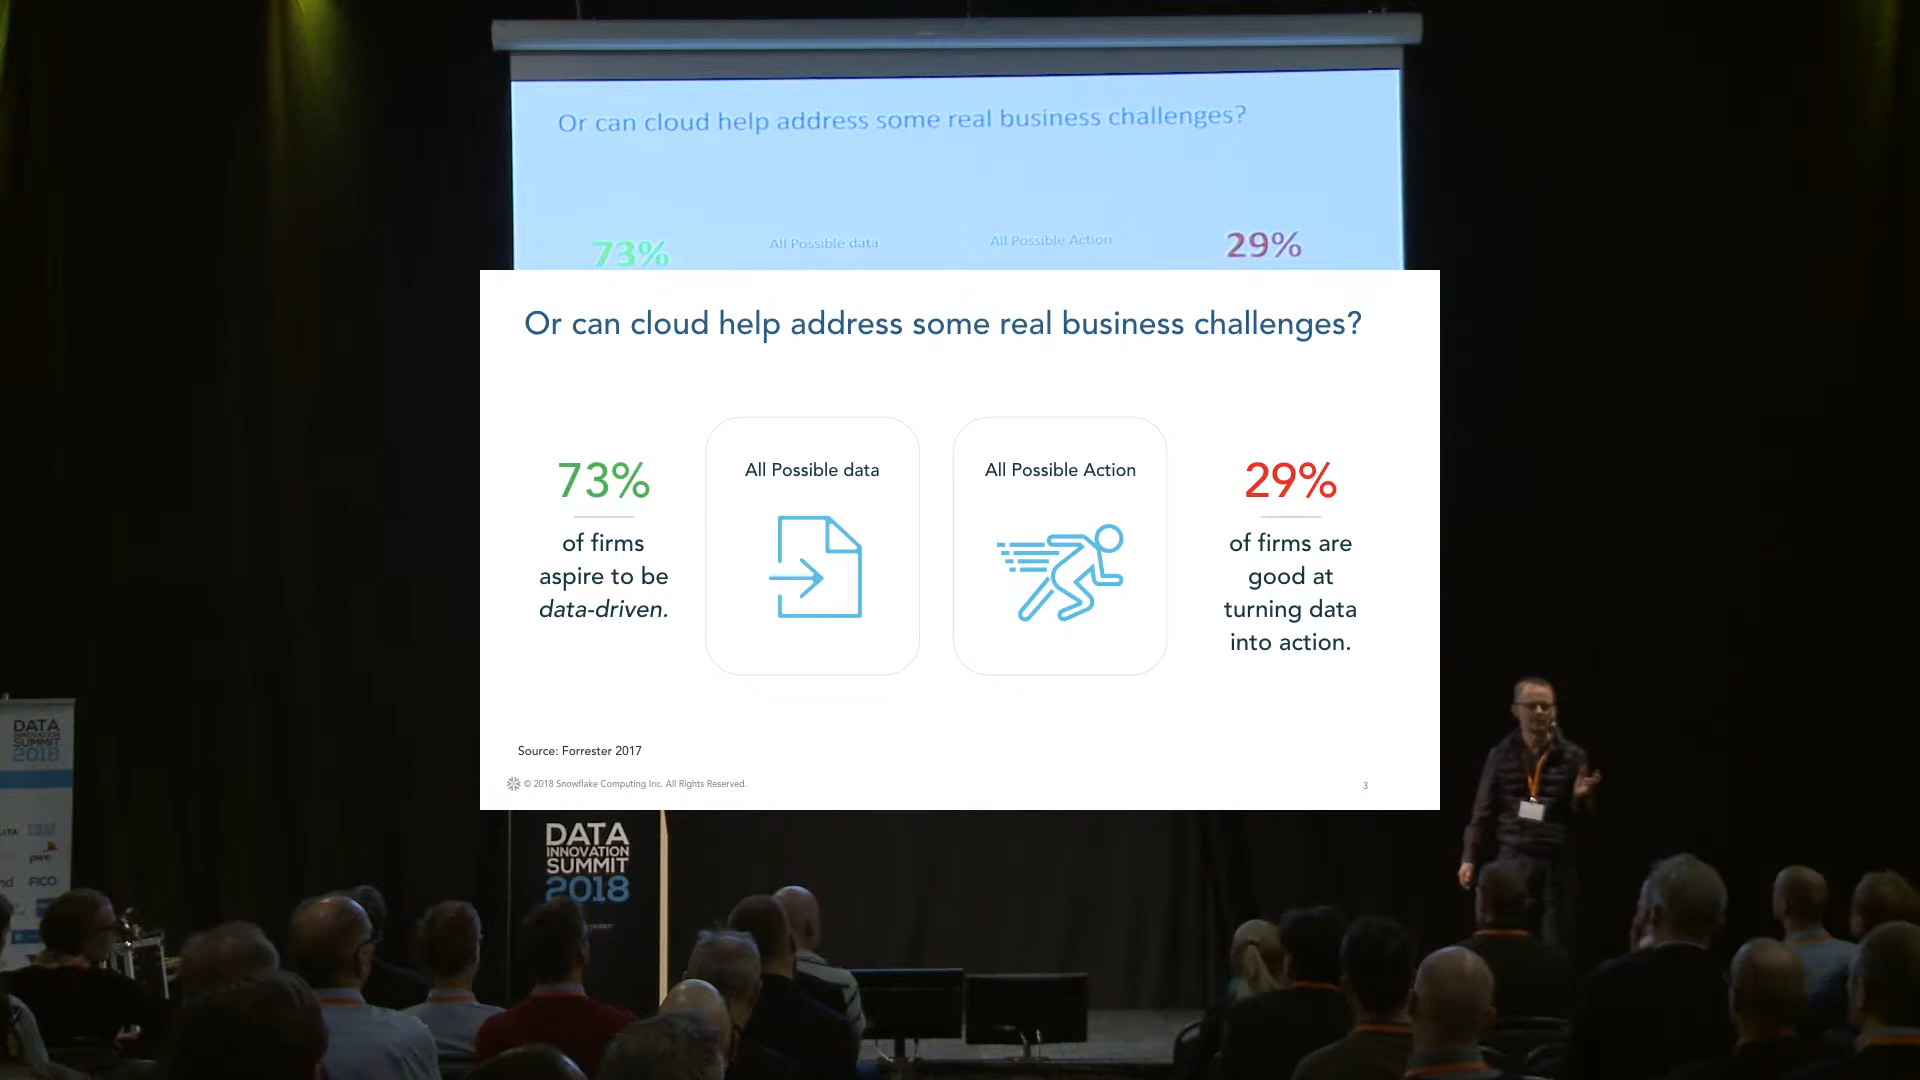 Or can cloud help address some real business challenges?
73%
All Possible data
All Possible Action
29%
Or can cloud help address some real business challenges?
73%
of firms
aspire to be
data-driven.
All Possible data
All Possible Action
29%
of firms are
good at
turning data
into action.
Source: Forrester 2017
© 2018 Snowflake Computing Inc. All Rights Reserved.
3
DATA
INNOVATION
SUMMIT
2018
IBM
pwc
FICO
DATA
INNOVATION
SUMMIT
2018